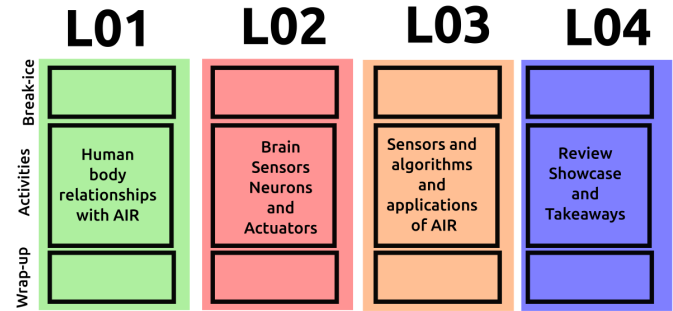 L01
L02
L03
L04
Break-ice
Activities
Human
body
relationships
with AIR
Brain
Sensors
Neurons
and
Actuators
Sensors and
algorithms
and
applications
of AIR
Review
Showcase
and
Takeaways
Wrap-up